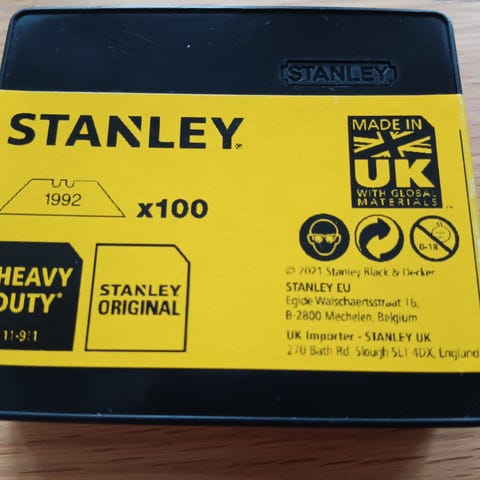 STANLEY
STANLEY
1992 x100
MADE IN
UK
WITH GLOBAL
MATERIALS
0-18
HEAVY
DUTY*
11-911
STANLEY
ORIGINAL
© 2021 Stanley Black & Decker
STANLEY EU
Egide Walschaertsstraat 16,
B-2800 Mechelen, Belgium
UK Importer - STANLEY UK
270 Bath Rd, Slough SL1 4DX, England